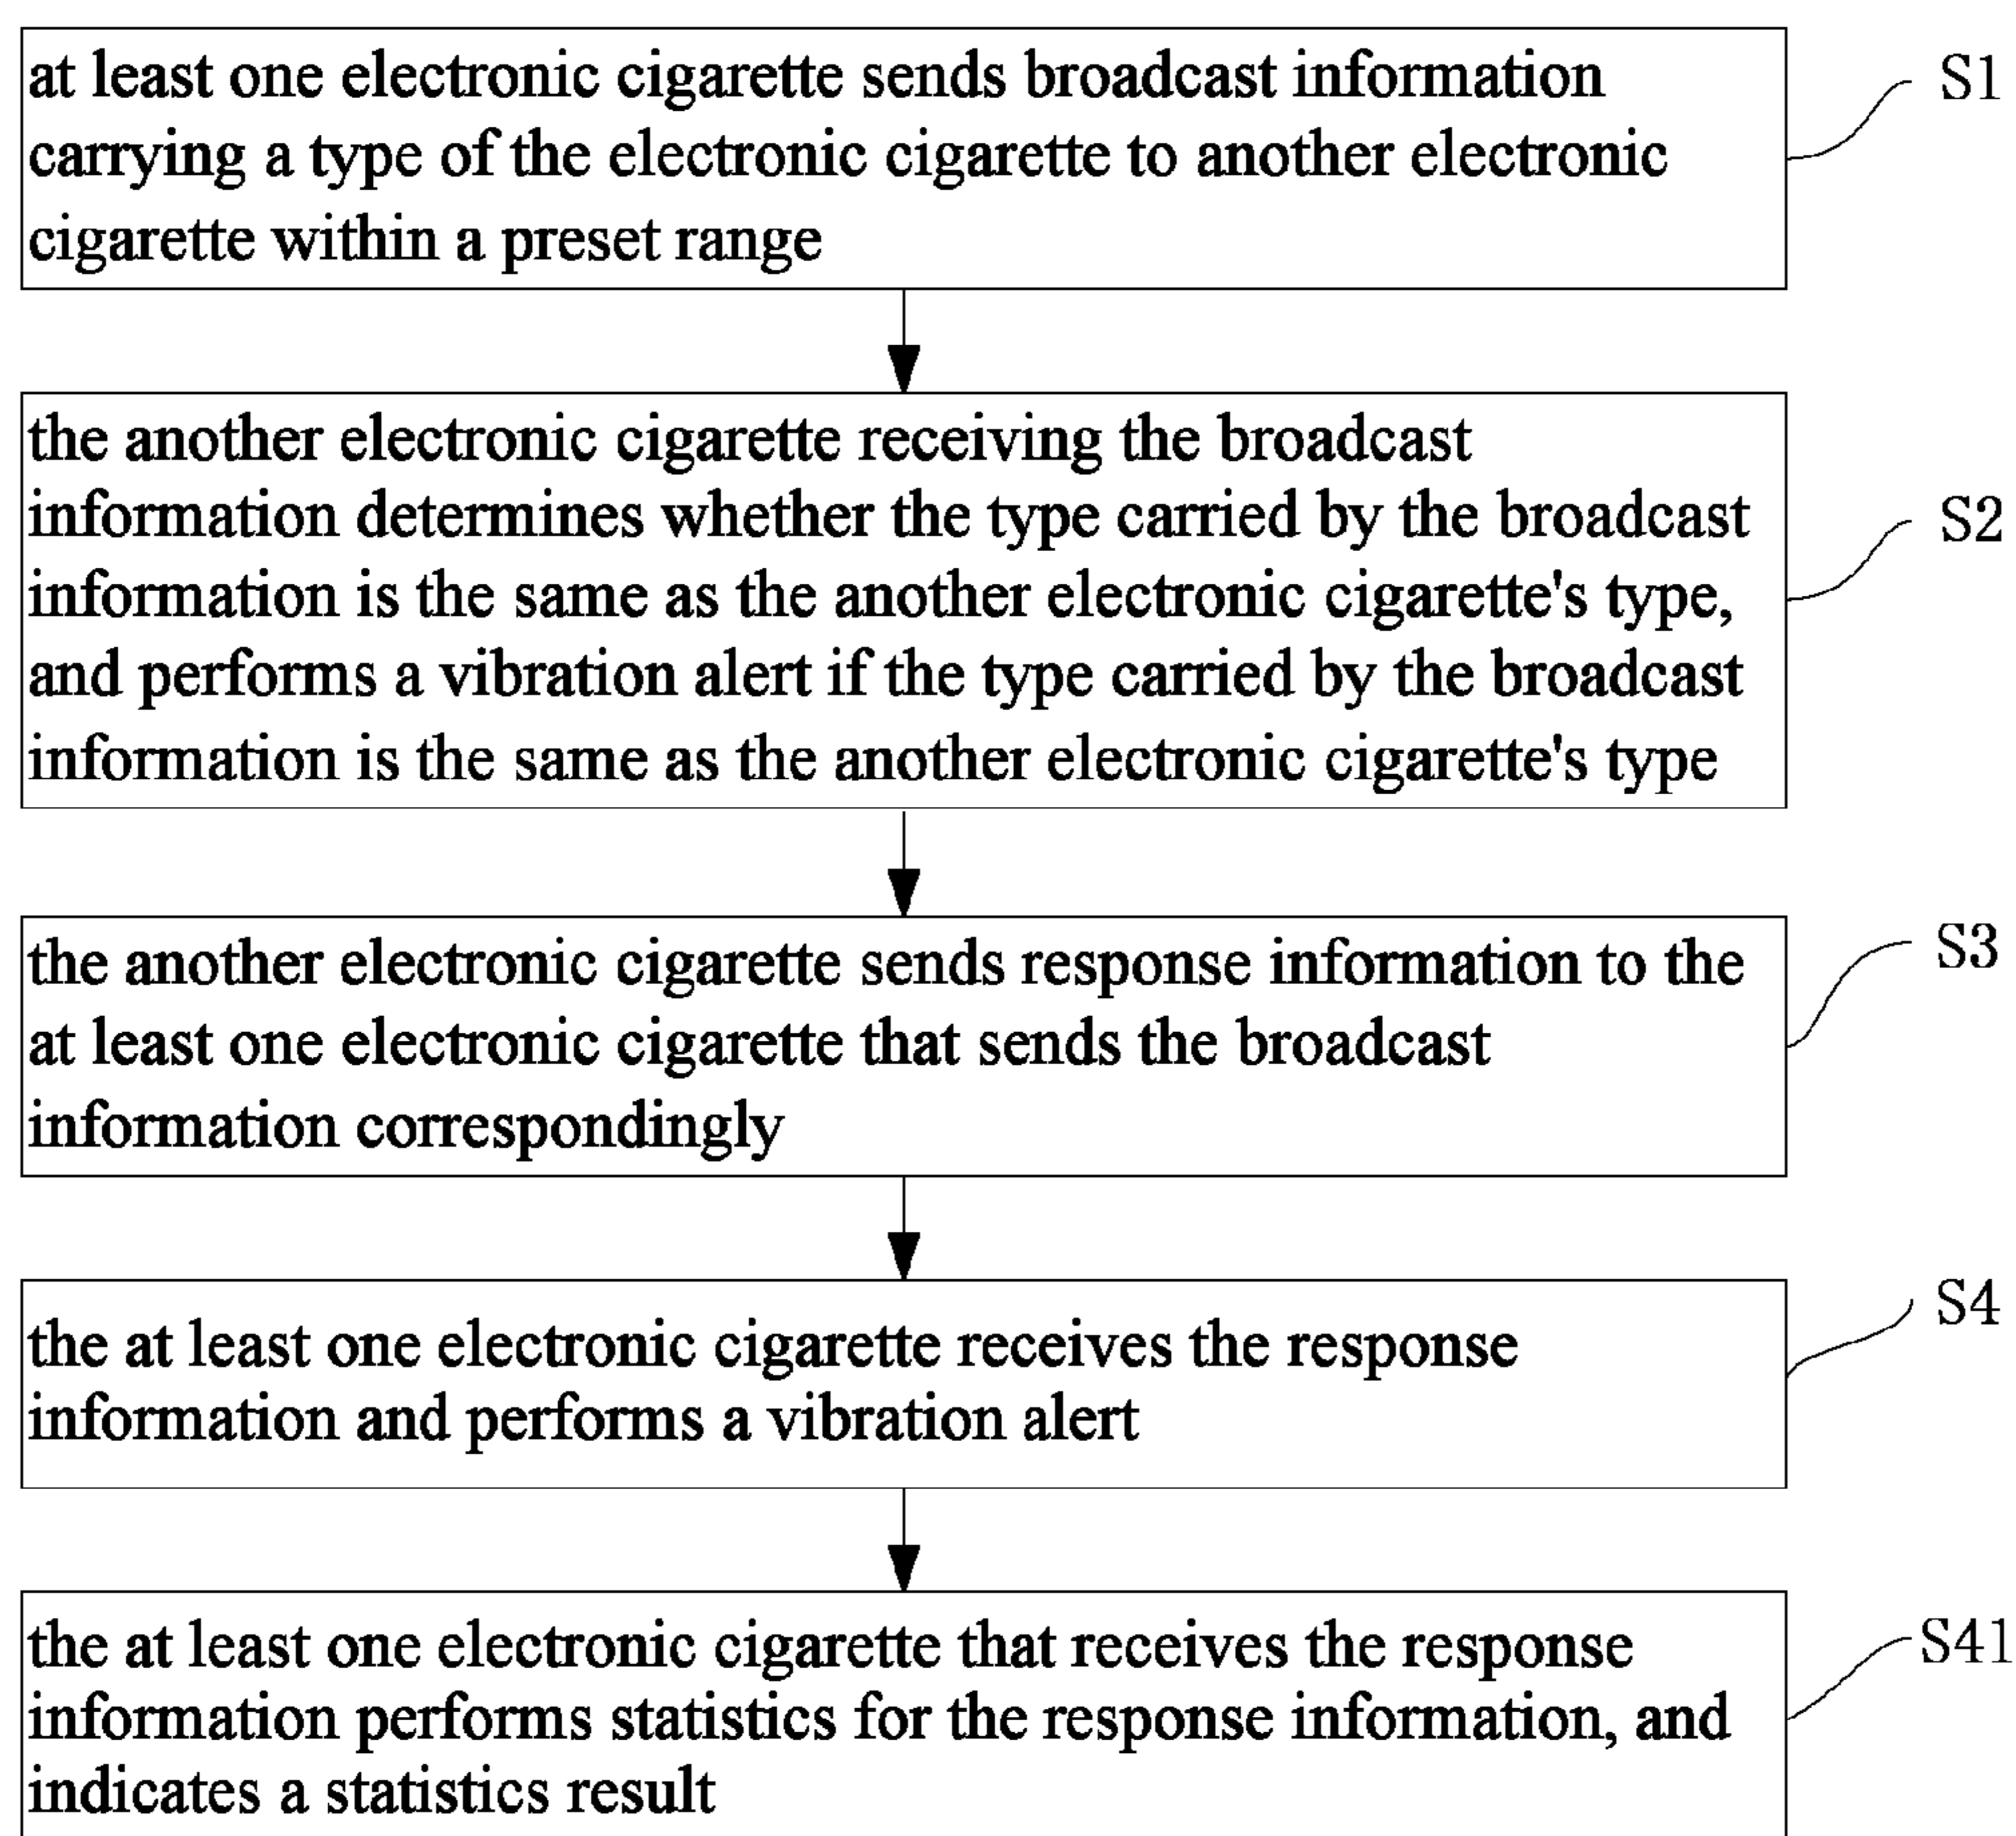 at least one electronic cigarette sends broadcast information
carrying a type of the electronic cigarette to another electronic
cigarette within a preset range
S1
the another electronic cigarette receiving the broadcast
information determines whether the type carried by the broadcast
information is the same as the another electronic cigarette's type,
and performs a vibration alert if the type carried by the broadcast
information is the same as the another electronic cigarette's type
S2
the another electronic cigarette sends response information to the
at least one electronic cigarette that sends the broadcast
information correspondingly
S3
the at least one electronic cigarette receives the response
information and performs a vibration alert
S4
the at least one electronic cigarette that receives the response
information performs statistics for the response information, and
indicates a statistics result
S41